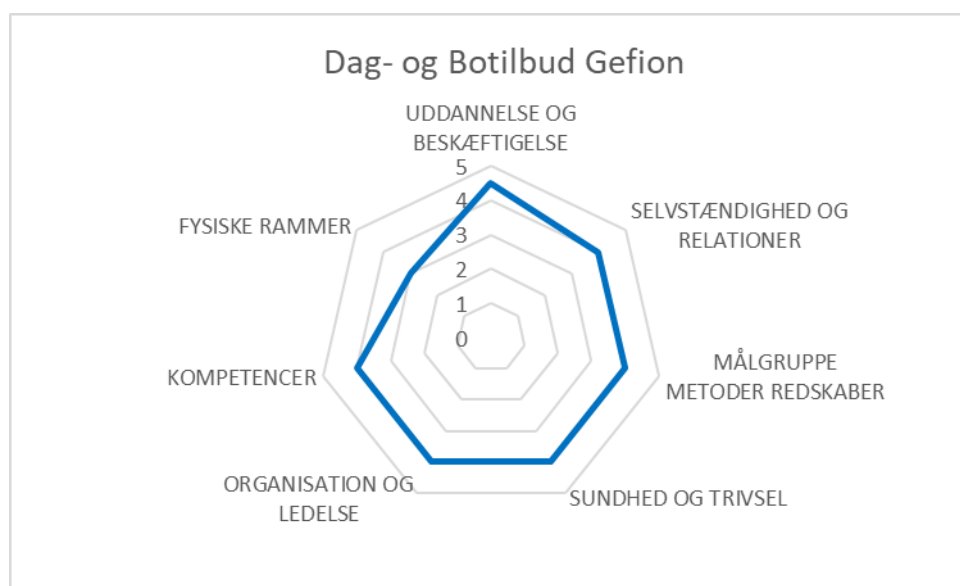 Dag- og Botilbud Gefion
UDDANNELSE OG
BESKÆFTIGELSE
5
4
3
2
1
0
SELVSTÆNDIGHED OG
RELATIONER
MÅLGRUPPE
METODER REDSKABER
SUNDHED OG TRIVSEL
ORGANISATION OG
LEDELSE
KOMPETENCER
FYSISKE RAMMER